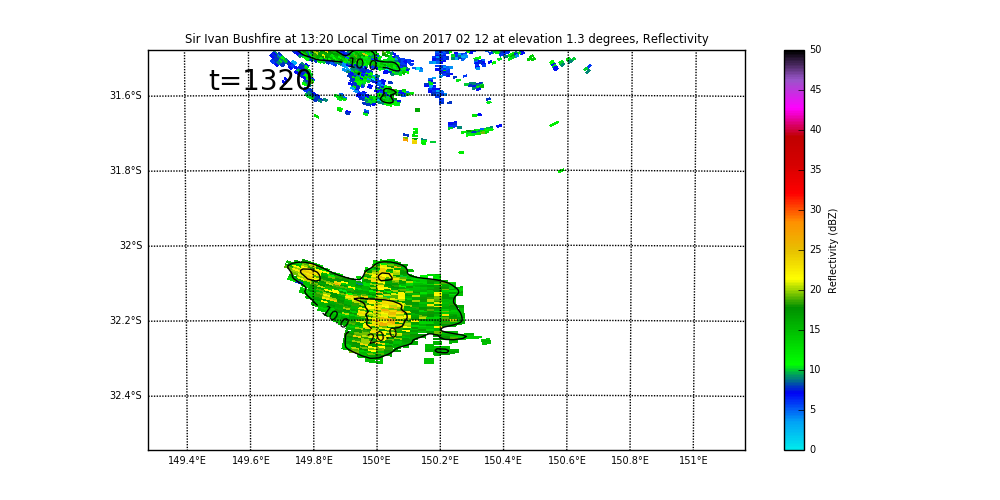 Sir Ivan Bushfire at 13:20 Local Time on 2017 02 12 at elevation 1.3 degrees, Reflectivity
t=1320
10.0
31.6°S
31.8°S
32°S
32.2°S
32.4°S
10.0
20.0
149.4°E 149.6°E 149.8°E 150°E 150.2°E 150.4°E 150.6°E 150.8°E 151°E
50
45
40
35
30
25
20
15
10
5
0
Reflectivity (dBZ)